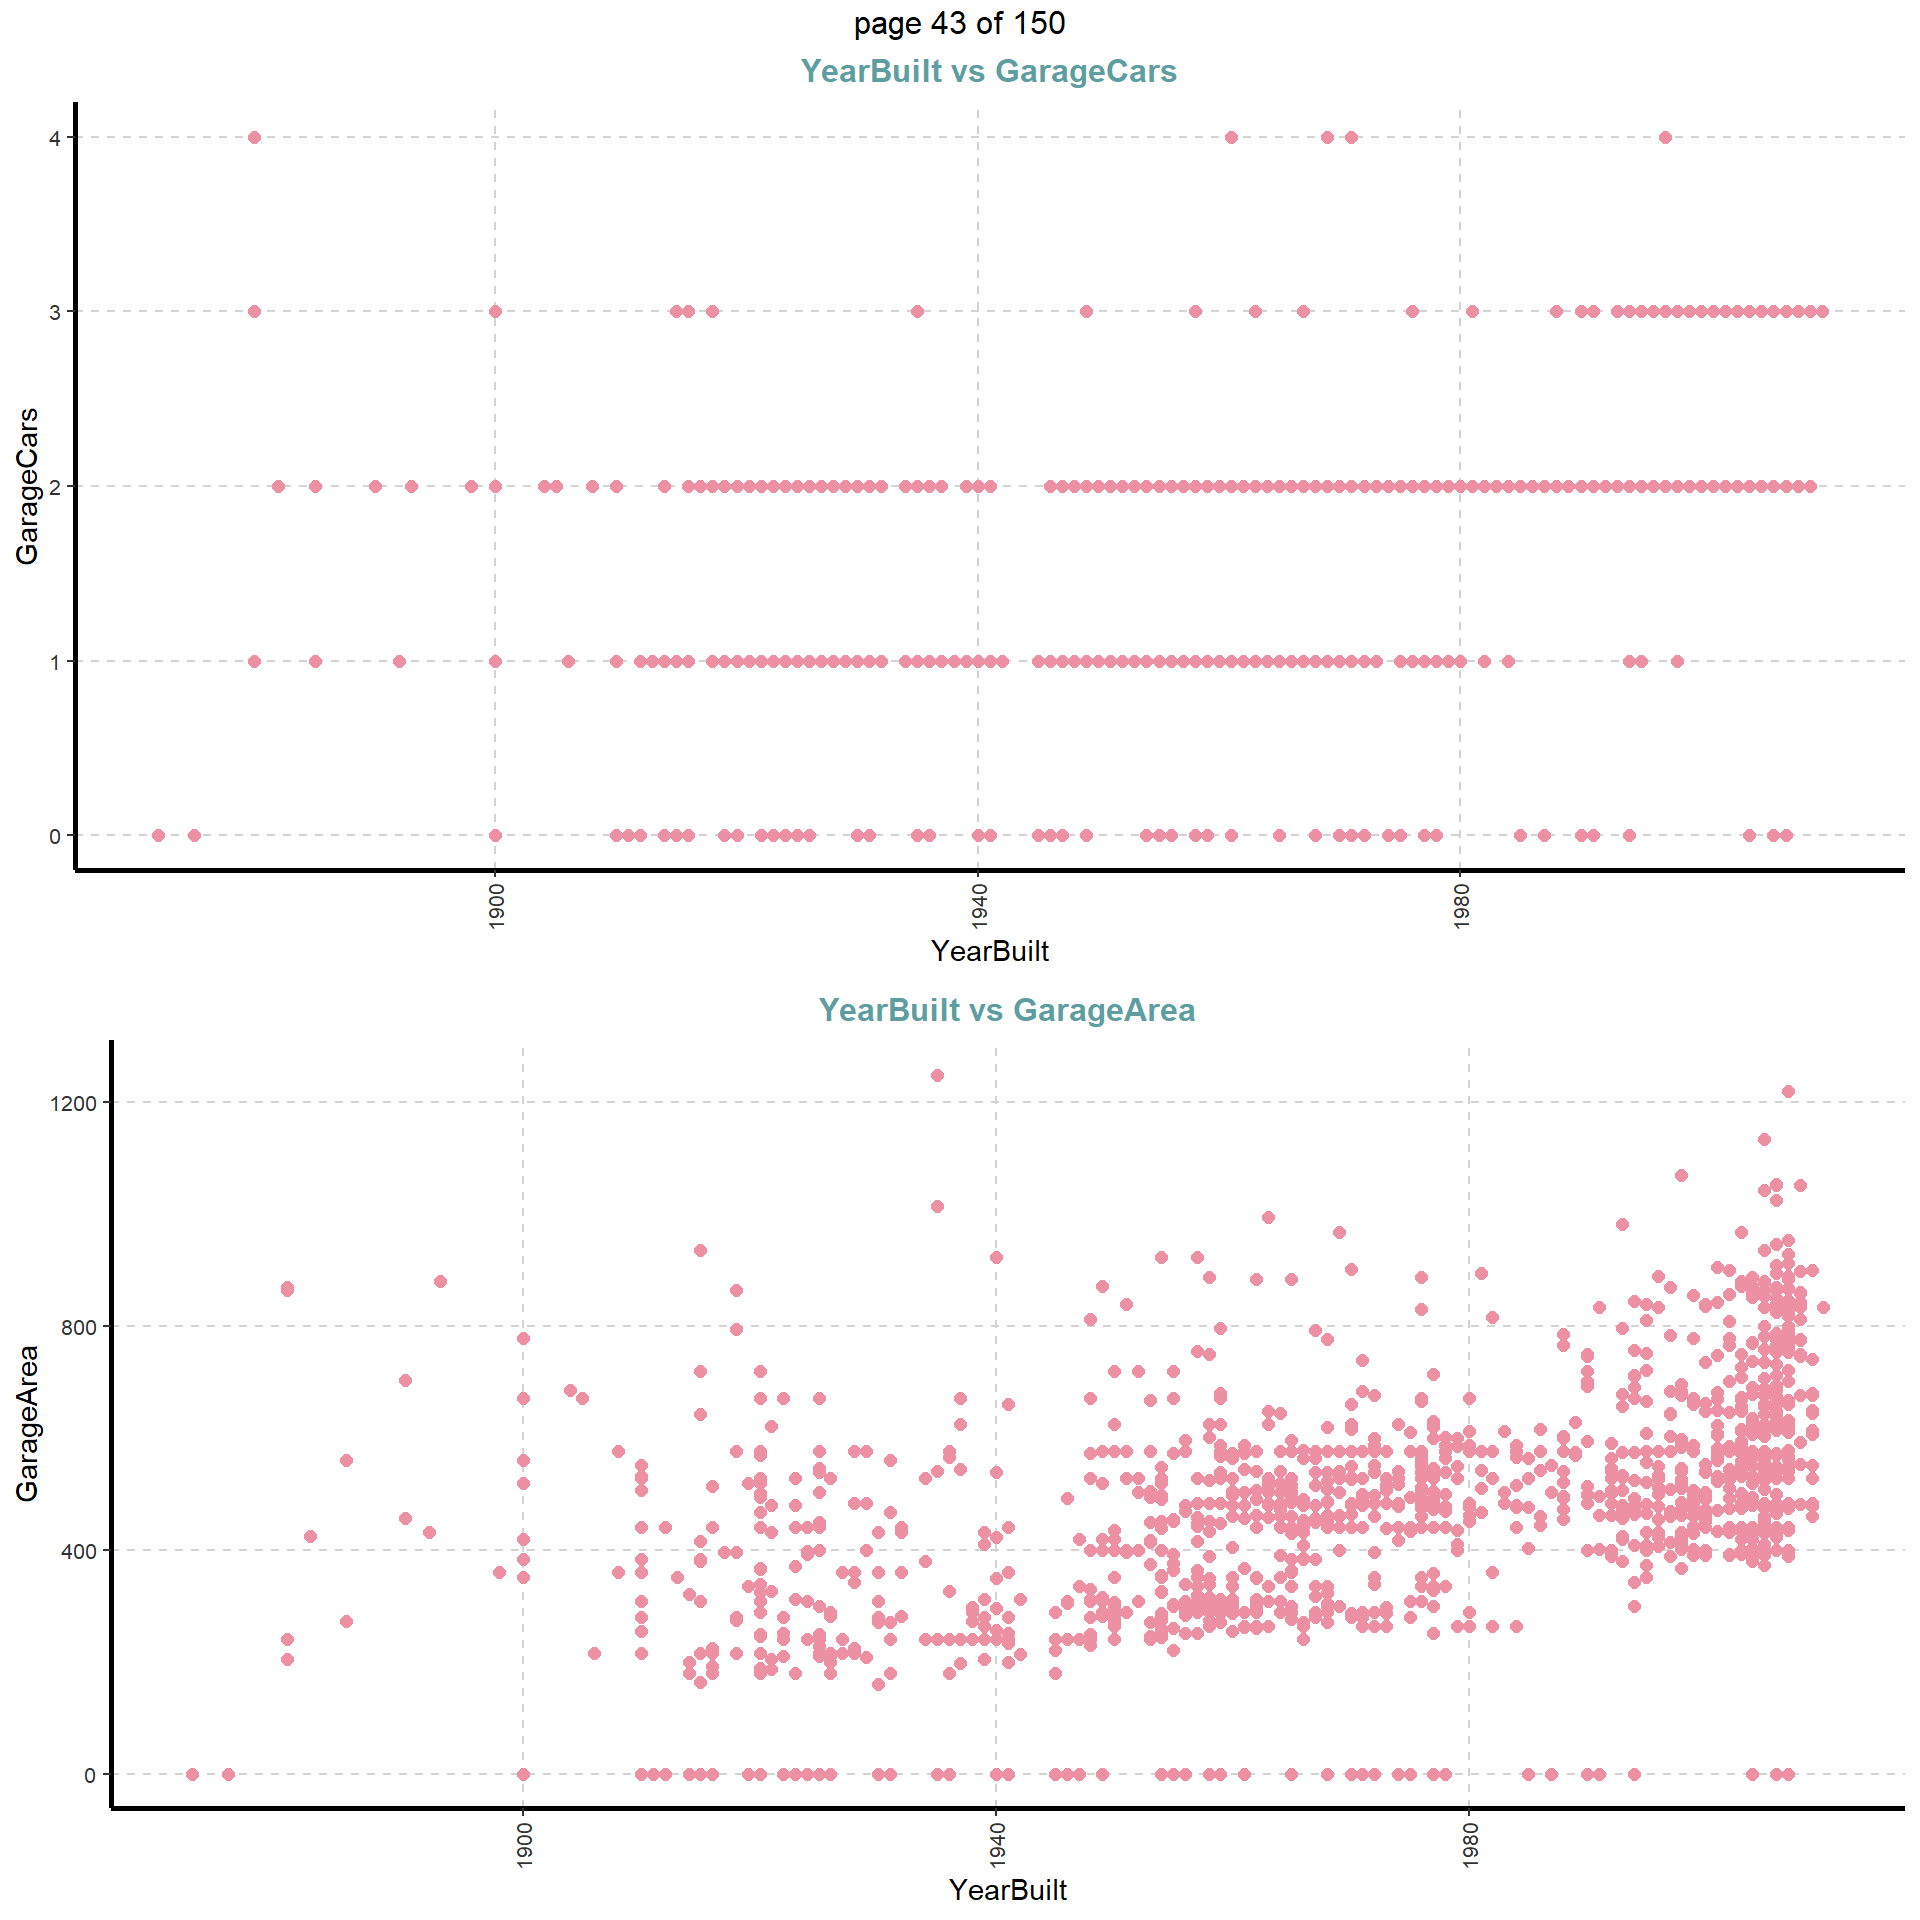 page 43 of 150
YearBuilt vs GarageCars
GarageCars
4
3
2
1
0
1900
1940
1980
YearBuilt
YearBuilt vs GarageArea
GarageArea
1200
800
400
0
1900
1940
1980
YearBuilt